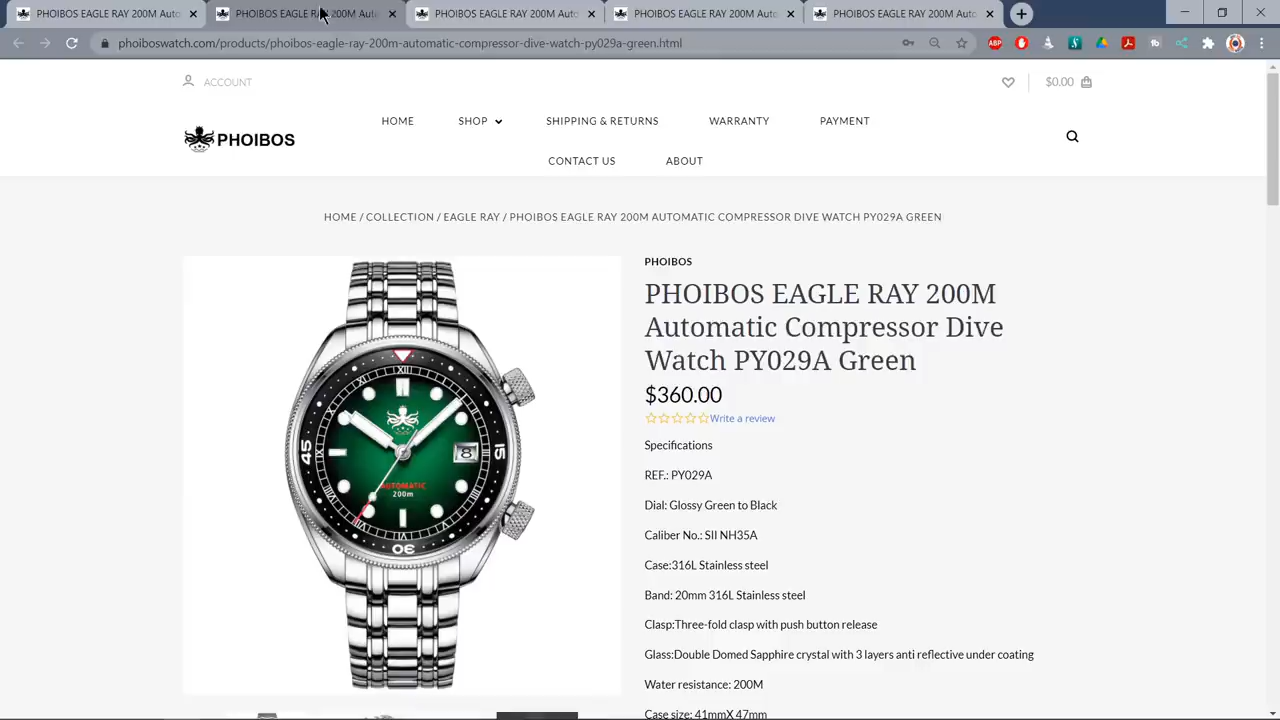 PHOIBOS EAGLE RAY 200M Auto
PHOIBOS EAGLE RAY 200M Auto
PHOIBOS EAGLE RAY 200M Auto
PHOIBOS EAGLE RAY 200M Auto
PHOIBOS EAGLE RAY 200M Auto
phoiboswatch.com/products/phoibos-eagle-ray-200m-automatic-compressor-dive-watch-py029a-green.html
ABP
ACCOUNT
$0.00
PHOIBOS
HOME
SHOP
SHIPPING & RETURNS
WARRANTY
PAYMENT
CONTACT US
ABOUT
HOME / COLLECTION / EAGLE RAY / PHOIBOS EAGLE RAY 200M AUTOMATIC COMPRESSOR DIVE WATCH PY029A GREEN
PHOIBOS
PHOIBOS EAGLE RAY 200M
Automatic Compressor Dive
Watch PY029A Green
$360.00
Write a review
Specifications
REF.: PY029A
Dial: Glossy Green to Black
Caliber No.: SII NH35A
Case:316L Stainless steel
Band: 20mm 316L Stainless steel
Clasp:Three-fold clasp with push button release
Glass:Double Domed Sapphire crystal with 3 layers anti reflective under coating
Water resistance: 200M
Case size: 41mmX 47mm
XII
45
15
30
8
AUTOMATIC
200m